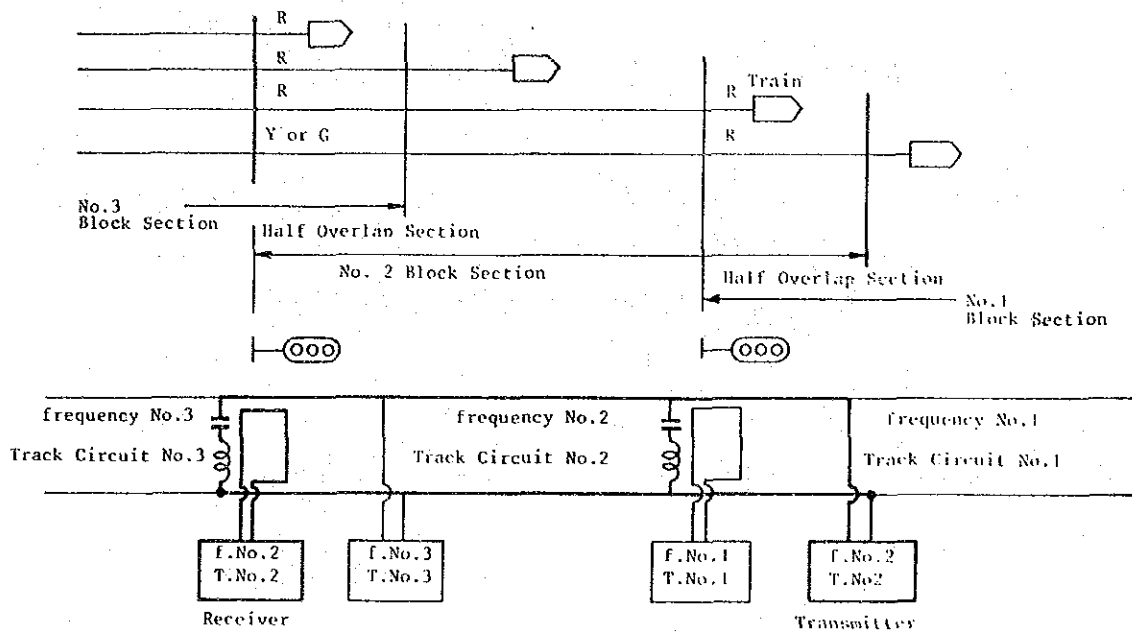 R
R
R
R Train
Y or G
R
No.3
Block Section
Half Overlap Section
No. 2 Block Section
Half Overlap Section
No.1
Block Section
frequency No.3
frequency No.2
frequency No.1
Track Circuit No.3
Track Circuit No.2
Track Circuit No.1
f.No.2
T.No.2
f.No.3
T.No.3
f.No.1
T.No.1
f.No.2
T.No2
Receiver
Transmitter